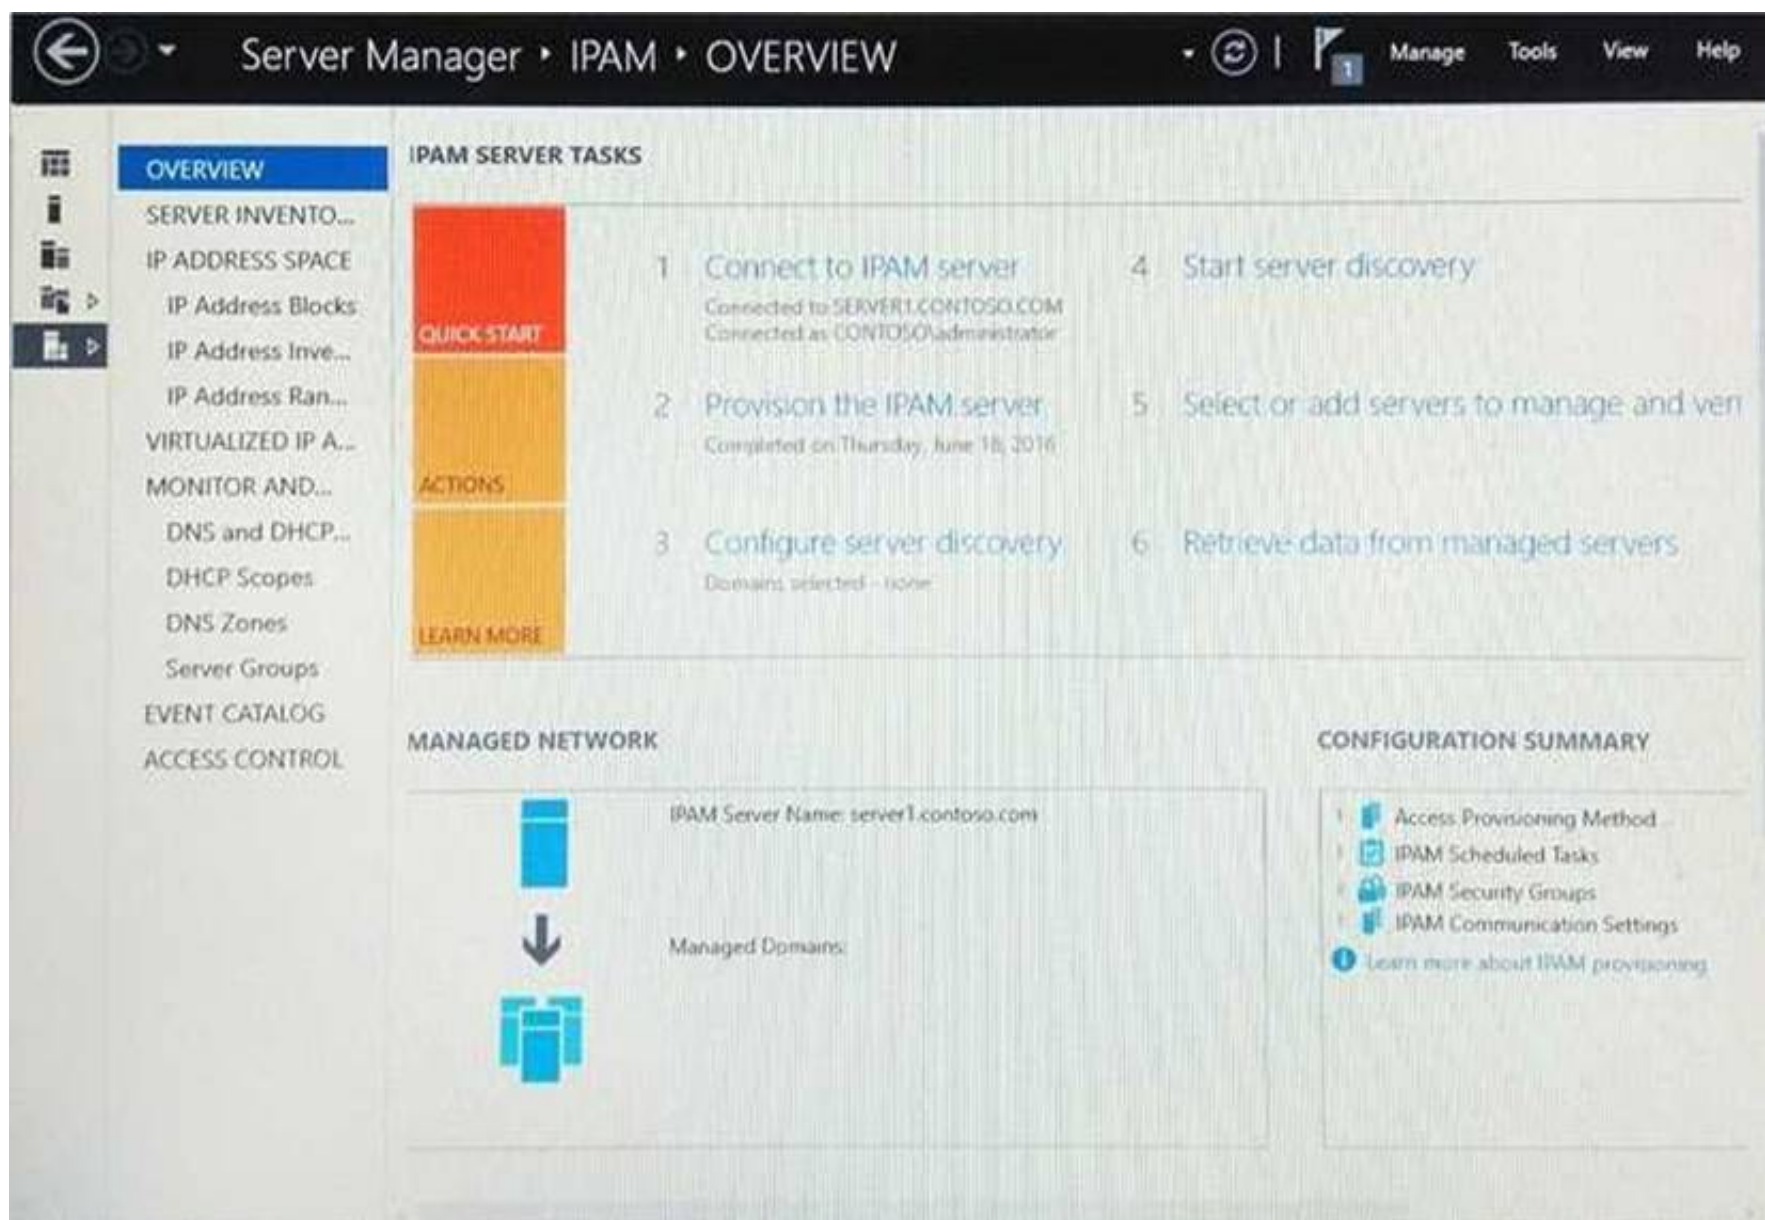 Server Manager ‣ IPAM ‣ OVERVIEW
1
Manage
Tools
View
Help
OVERVIEW
SERVER INVENTO...
IP ADDRESS SPACE
IP Address Blocks
IP Address Inve...
IP Address Ran...
VIRTUALIZED IP A...
MONITOR AND...
DNS and DHCP...
DHCP Scopes
DNS Zones
Server Groups
EVENT CATALOG
ACCESS CONTROL
IPAM SERVER TASKS
QUICK START
ACTIONS
LEARN MORE
1 Connect to IPAM server
Connected to SERVER1.CONTOSO.COM
Connected as CONTOSO\administrator
2 Provision the IPAM server
Completed on Thursday, June 18, 2016
3 Configure server discovery
Domains selected - none
4 Start server discovery
5 Select or add servers to manage and veri
6 Retrieve data from managed servers
MANAGED NETWORK
IPAM Server Name: server1.contoso.com
Managed Domains:
CONFIGURATION SUMMARY
Access Provisioning Method
IPAM Scheduled Tasks
IPAM Security Groups
IPAM Communication Settings
Learn more about IPAM provisioning